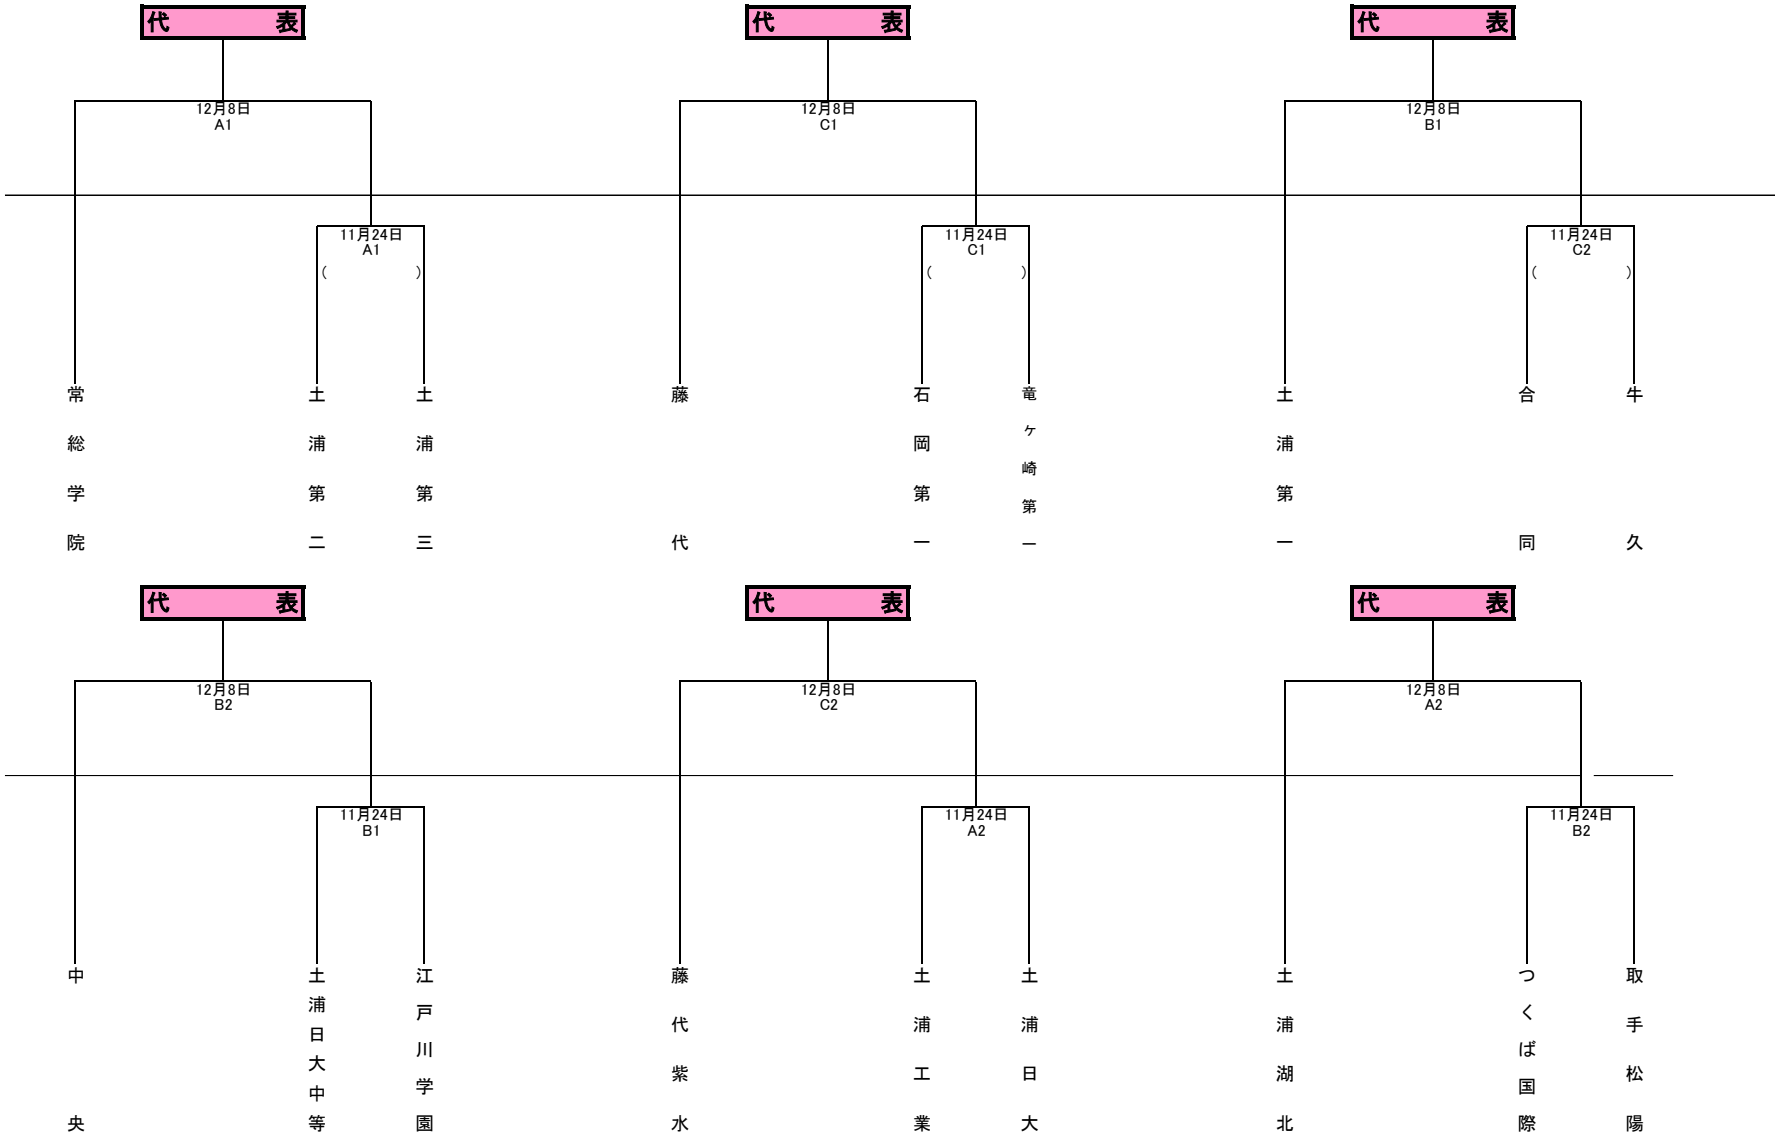 代 表
代 表
代 表
12月8日
A1
12月8日
C1
12月8日
B1
11月24日
A1
( )
11月24日
C1
( )
11月24日
C2
( )
常総学院
土浦第二
土浦第三
藤代
石岡第一
竜ヶ崎第一
土浦第一
合同
牛久
代 表
代 表
代 表
12月8日
B2
12月8日
C2
12月8日
A2
11月24日
B1
11月24日
A2
11月24日
B2
中央
土浦日大中等
江戸川学園
藤代紫水
土浦工業
土浦日大
土浦湖北
つくば国際
取手松陽